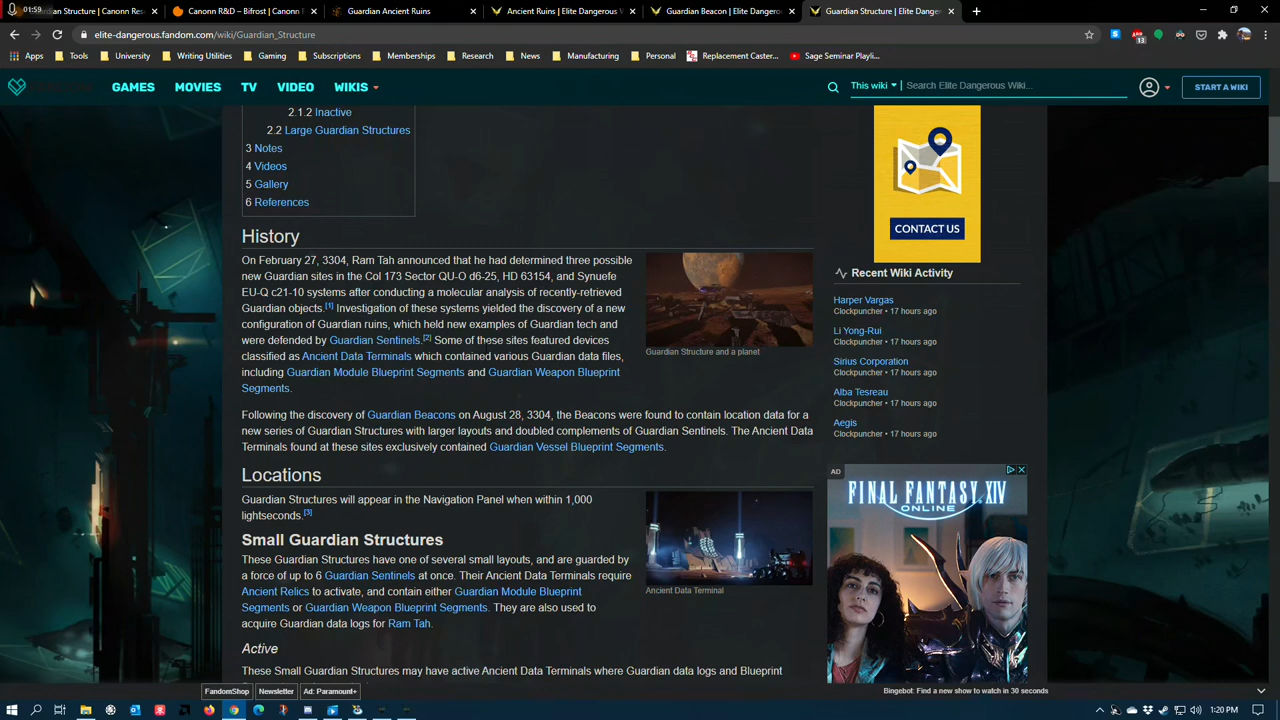 01:59
Guardian Structure | Canonn Res
Canonn R&D – Bifrost | Canonn R
Guardian Ancient Ruins
Ancient Ruins | Elite Dangerous W
Guardian Beacon | Elite Dangerou
Guardian Structure | Elite Danger
elite-dangerous.fandom.com/wiki/Guardian_Structure
13
Apps Tools University Writing Utilities Gaming Subscriptions Memberships Research News Manufacturing Personal Replacement Caster... Sage Seminar Playli...
GAMES MOVIES TV VIDEO WIKIS
This wiki Search Elite Dangerous Wiki...
START A WIKI
2.1.2 Inactive
2.2 Large Guardian Structures
3 Notes
4 Videos
5 Gallery
6 References
CONTACT US
History
On February 27, 3304, Ram Tah announced that he had determined three possible
new Guardian sites in the Col 173 Sector QU-O d6-25, HD 63154, and Synuefe
EU-Q c21-10 systems after conducting a molecular analysis of recently-retrieved
Guardian objects.[1] Investigation of these systems yielded the discovery of a new
configuration of Guardian ruins, which held new examples of Guardian tech and
were defended by Guardian Sentinels.[2] Some of these sites featured devices
classified as Ancient Data Terminals which contained various Guardian data files,
including Guardian Module Blueprint Segments and Guardian Weapon Blueprint
Segments.
Guardian Structure and a planet
Following the discovery of Guardian Beacons on August 28, 3304, the Beacons were found to contain location data for a
new series of Guardian Structures with larger layouts and doubled complements of Guardian Sentinels. The Ancient Data
Terminals found at these sites exclusively contained Guardian Vessel Blueprint Segments.
Locations
Guardian Structures will appear in the Navigation Panel when within 1,000
lightseconds.[3]
Small Guardian Structures
These Guardian Structures have one of several small layouts, and are guarded by
a force of up to 6 Guardian Sentinels at once. Their Ancient Data Terminals require
Ancient Relics to activate, and contain either Guardian Module Blueprint
Segments or Guardian Weapon Blueprint Segments. They are also used to
acquire Guardian data logs for Ram Tah.
Ancient Data Terminal
Active
These Small Guardian Structures may have active Ancient Data Terminals where Guardian data logs and Blueprint
Recent Wiki Activity
Harper Vargas
Clockpuncher • 17 hours ago
Li Yong-Rui
Clockpuncher • 17 hours ago
Sirius Corporation
Clockpuncher • 17 hours ago
Alba Tesreau
Clockpuncher • 17 hours ago
Aegis
Clockpuncher • 17 hours ago
AD
FINAL FANTASY XIV
ONLINE
FandomShop Newsletter Ad: Paramount+
Bingebot: Find a new show to watch in 30 seconds
1:20 PM